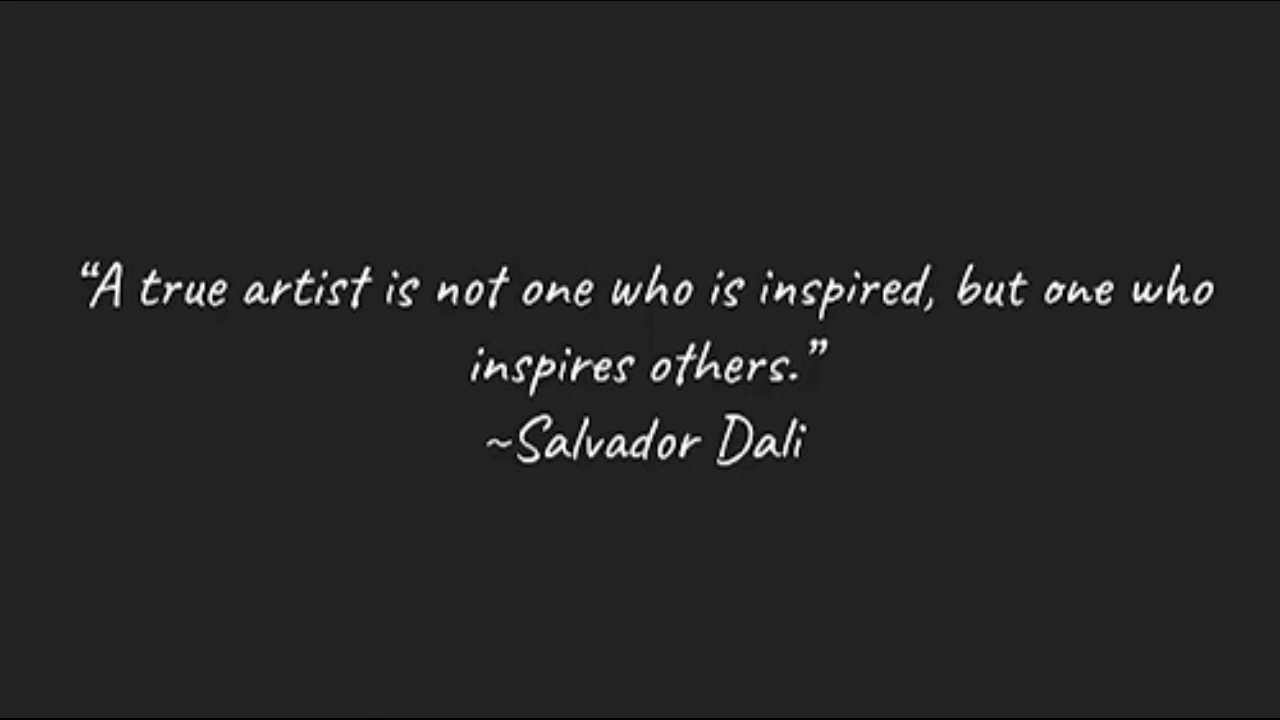 “A true artist is not one who is inspired, but one who
inspires others.”
~Salvador Dali